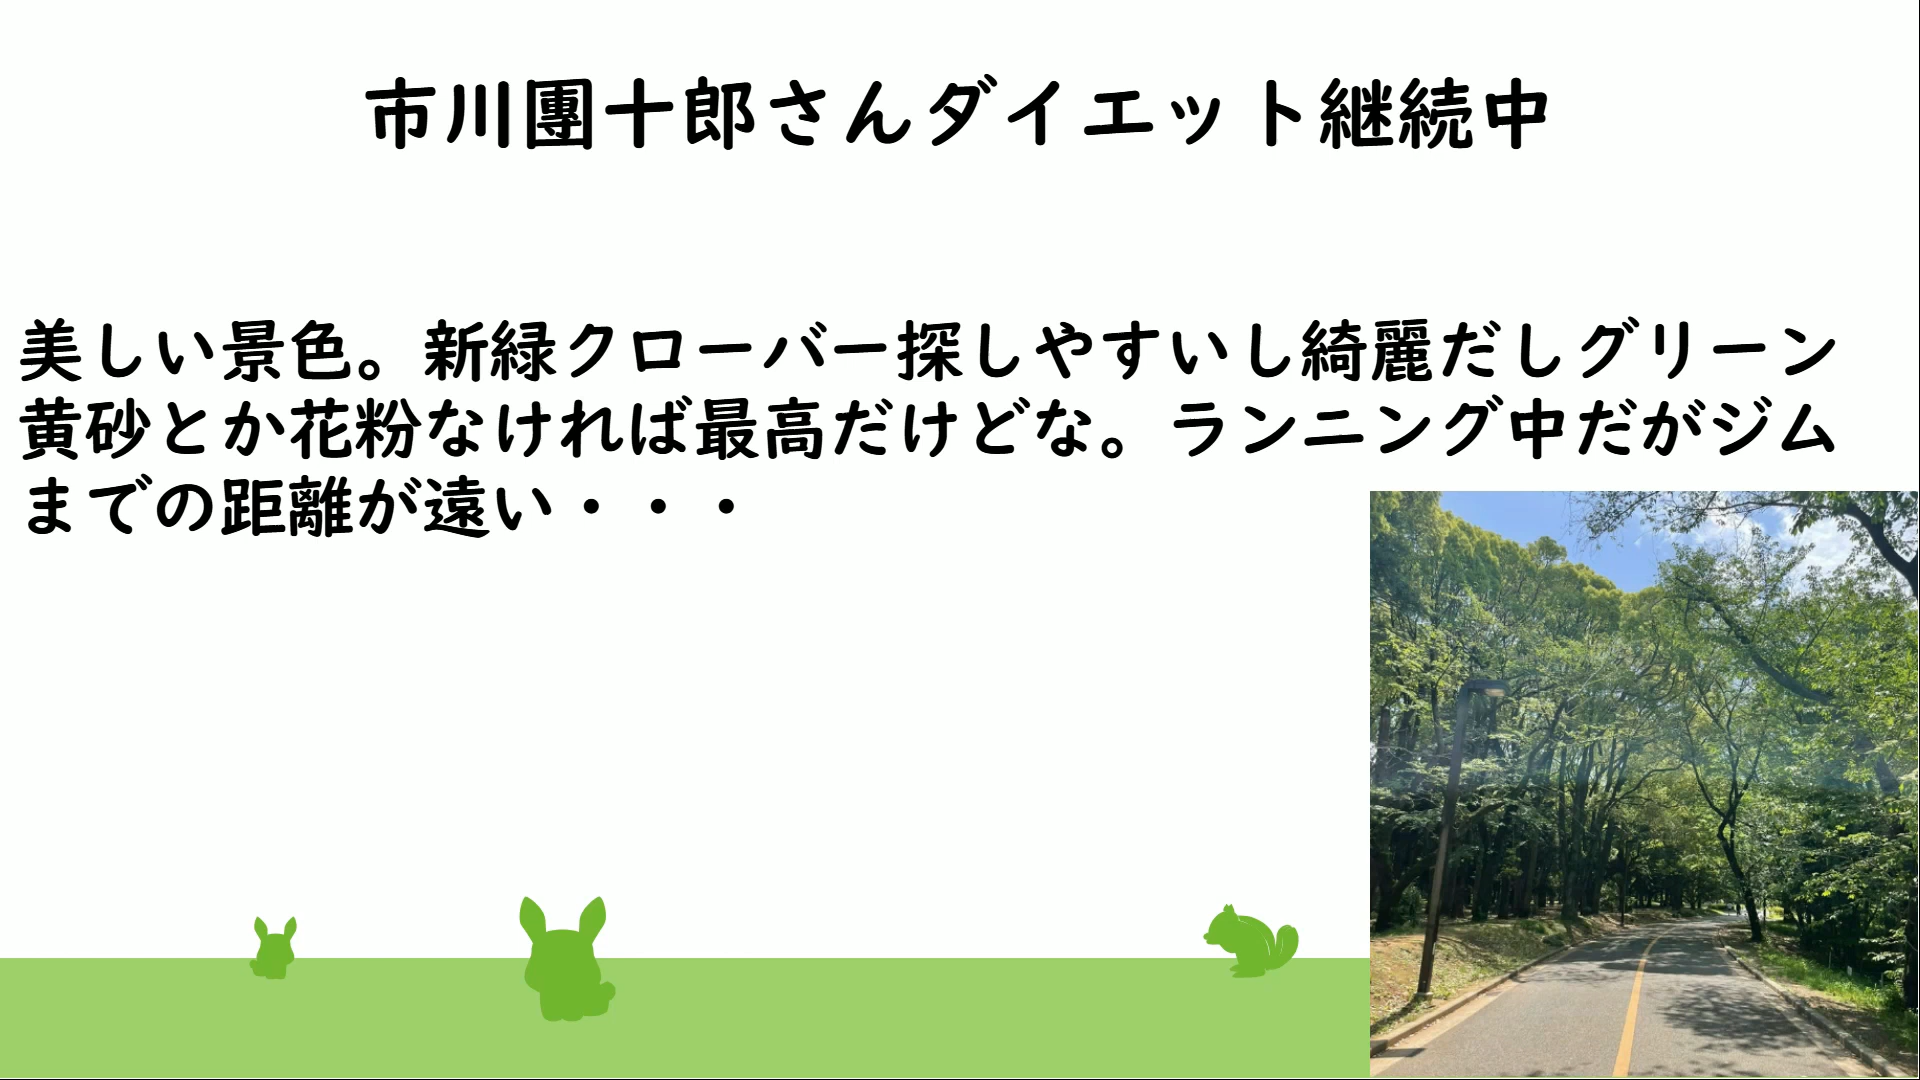 市川團十郎さんダイエット継続中
美しい景色。新緑クローバー探しやすいし綺麗だしグリーン
黄砂とか花粉なければ最高だけどな。ランニング中だがジム
までの距離が遠い・・・